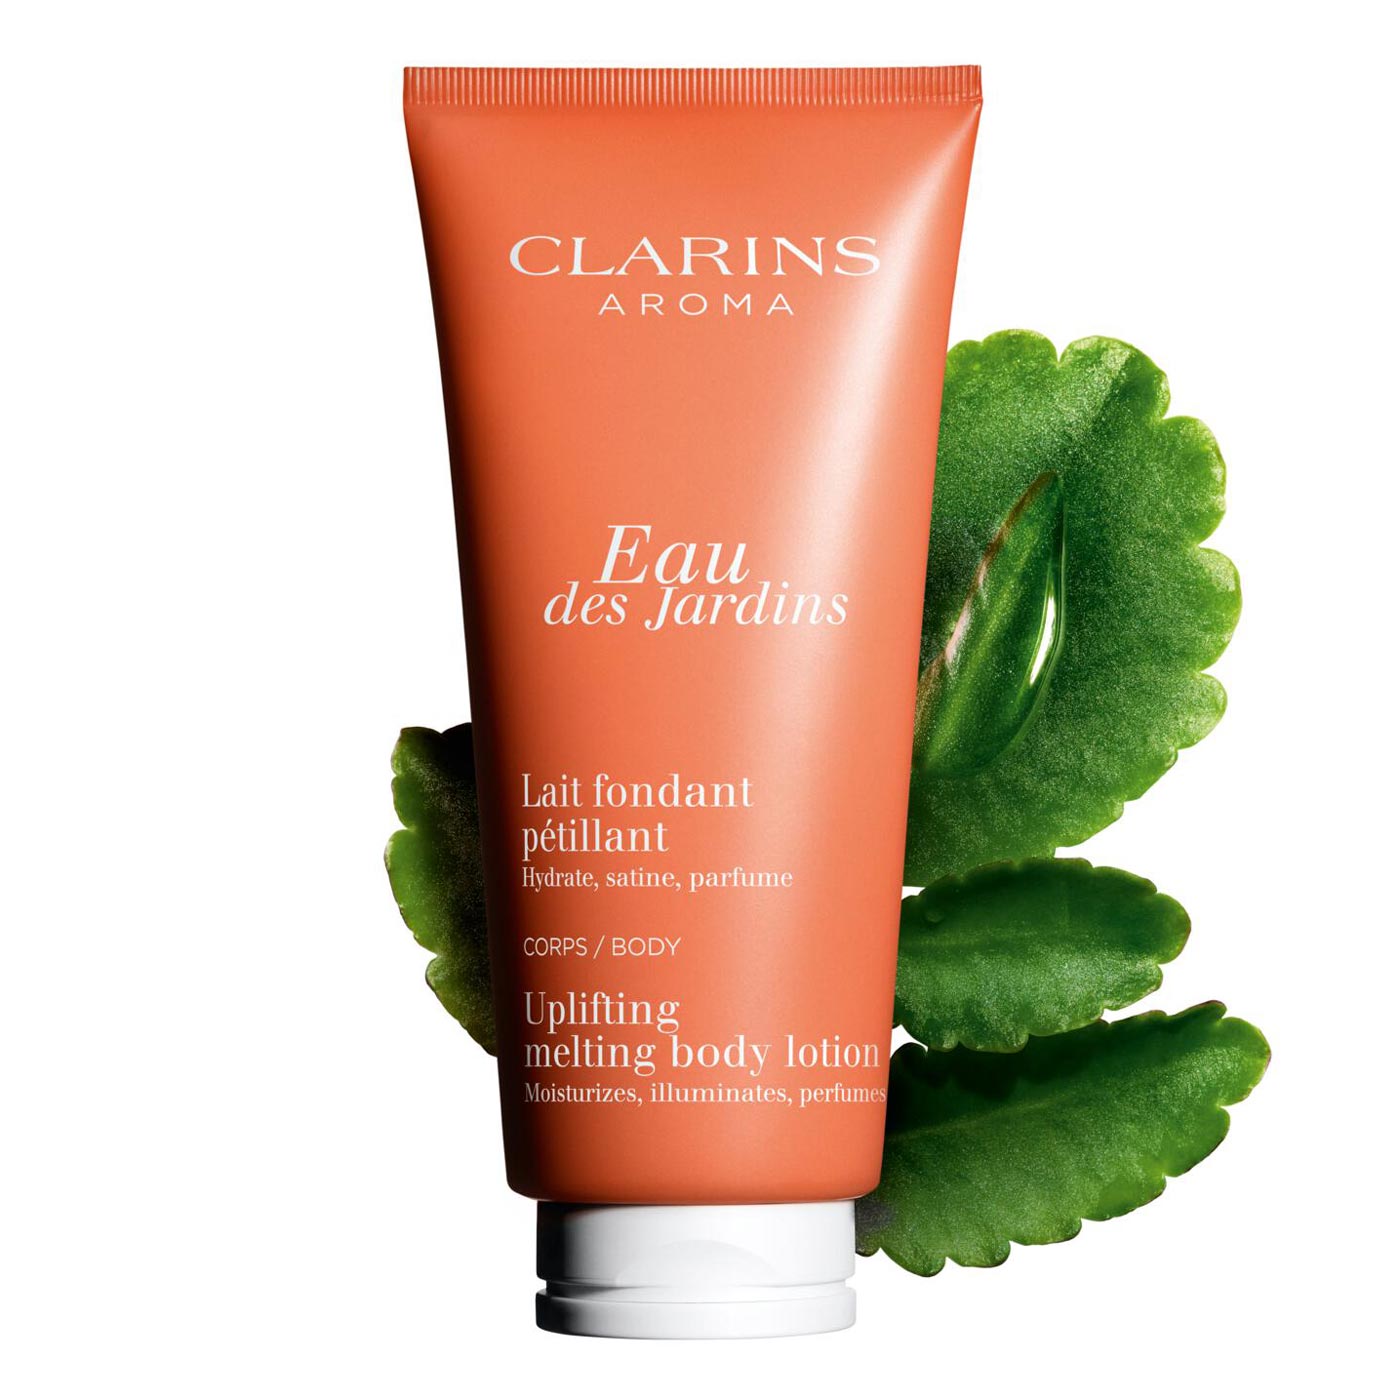 CLARINS
AROMA
Eau
des Jardins
Lait fondant
pétillant
Hydrate, satine, parfume
CORPS / BODY
Uplifting
melting body lotion
Moisturizes, illuminates, perfumes